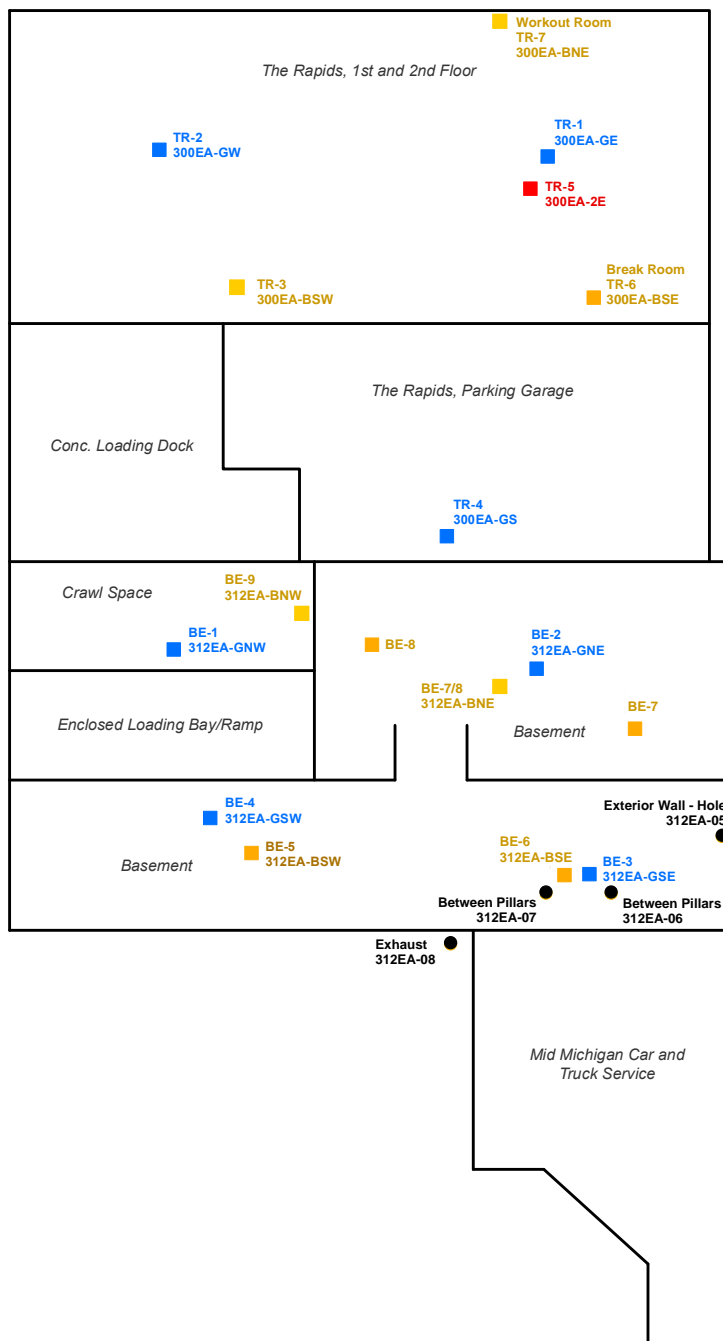 Workout Room
TR-7
300EA-BNE
The Rapids, 1st and 2nd Floor
TR-2
300EA-GW
TR-1
300EA-GE
TR-5
300EA-2E
TR-3
300EA-BSW
Break Room
TR-6
300EA-BSE
The Rapids, Parking Garage
Conc. Loading Dock
TR-4
300EA-GS
Crawl Space
BE-9
312EA-BNW
BE-1
312EA-GNW
BE-8
BE-2
312EA-GNE
BE-7/8
312EA-BNE
BE-7
Enclosed Loading Bay/Ramp
Basement
BE-4
312EA-GSW
Exterior Wall - Hole
312EA-05
BE-5
312EA-BSW
Basement
BE-6
312EA-BSE
BE-3
312EA-GSE
Between Pillars
312EA-07
Between Pillars
312EA-06
Exhaust
312EA-08
Mid Michigan Car and
Truck Service